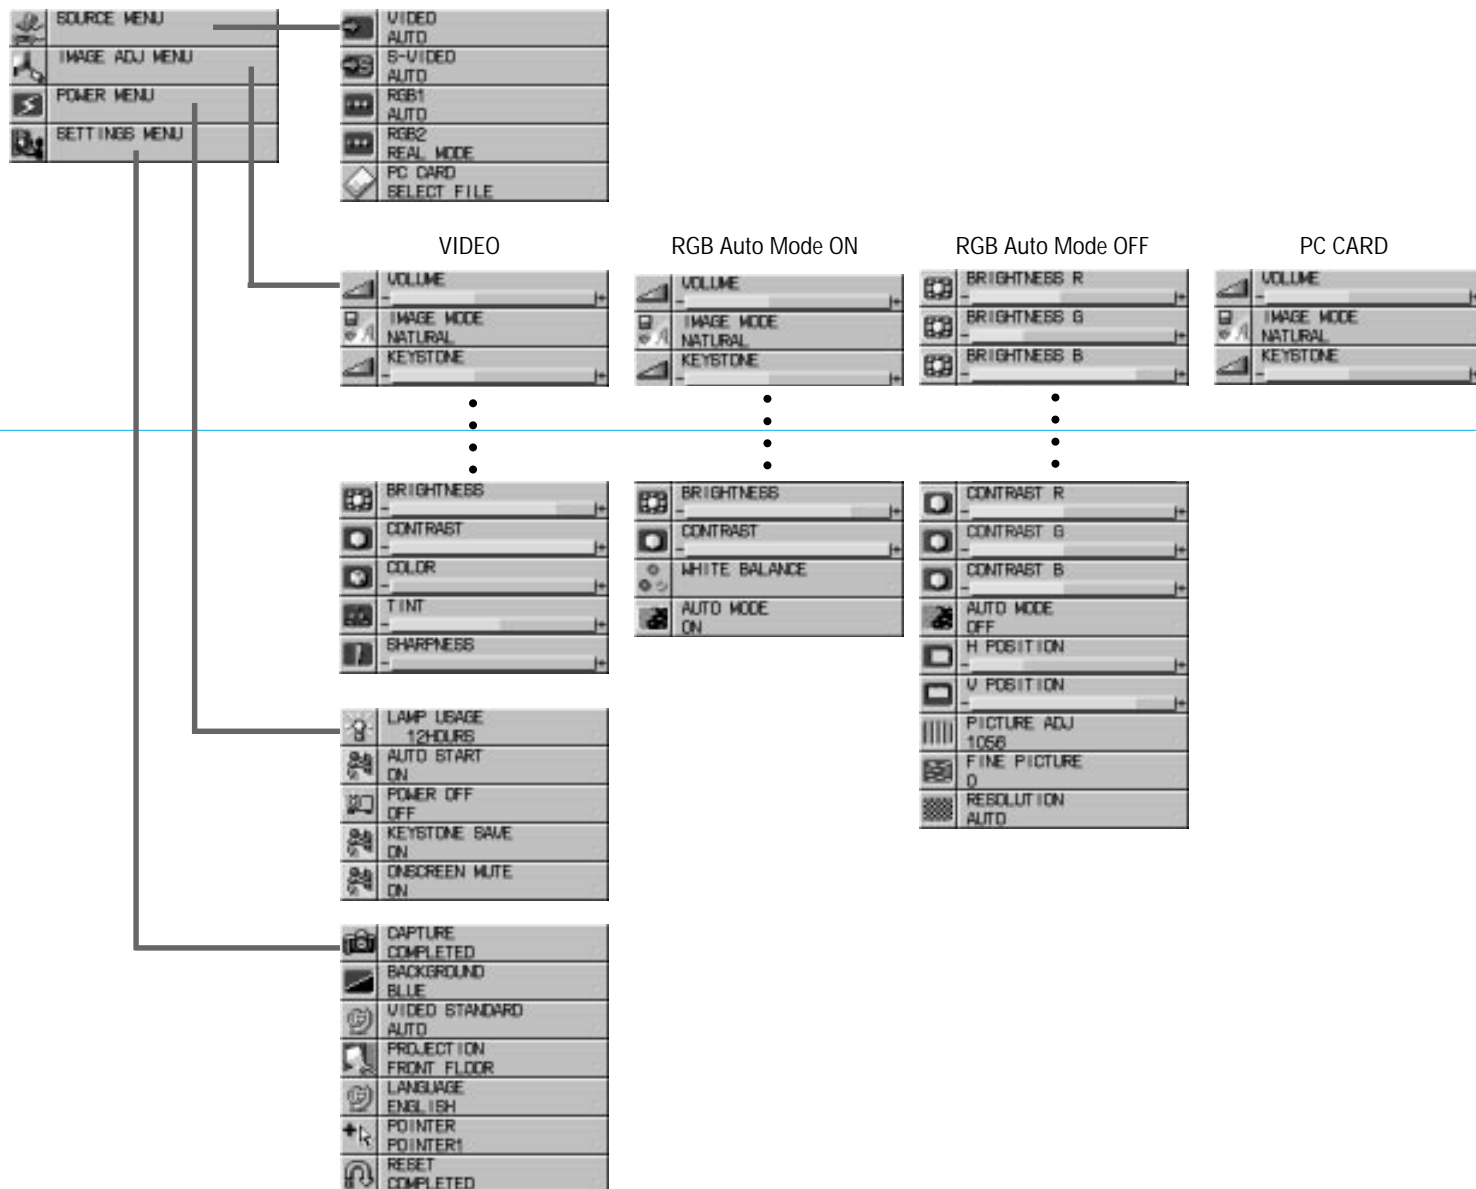 SOURCE MENU
IMAGE ADJ MENU
POWER MENU
SETTINGS MENU
VIDEO
AUTO
S-VIDEO
AUTO
RGB1
AUTO
RGB2
REAL MODE
PC CARD
SELECT FILE
VIDEO
VOLUME
- +
IMAGE MODE
NATURAL
KEYSTONE
- +
BRIGHTNESS
- +
CONTRAST
- +
COLOR
- +
TINT
- +
SHARPNESS
- +
RGB Auto Mode ON
VOLUME
- +
IMAGE MODE
NATURAL
KEYSTONE
- +
BRIGHTNESS
- +
CONTRAST
- +
WHITE BALANCE
AUTO MODE
ON
RGB Auto Mode OFF
BRIGHTNESS R
- +
BRIGHTNESS G
- +
BRIGHTNESS B
- +
CONTRAST R
- +
CONTRAST G
- +
CONTRAST B
- +
AUTO MODE
OFF
H POSITION
- +
V POSITION
- +
PICTURE ADJ
1056
FINE PICTURE
0
RESOLUTION
AUTO
PC CARD
VOLUME
- +
IMAGE MODE
NATURAL
KEYSTONE
- +
LAMP USAGE
12HOURS
AUTO START
ON
POWER OFF
OFF
KEYSTONE SAVE
ON
ONSCREEN MUTE
ON
CAPTURE
COMPLETED
BACKGROUND
BLUE
VIDEO STANDARD
AUTO
PROJECTION
FRONT FLOOR
LANGUAGE
ENGLISH
POINTER
POINTER1
RESET
COMPLETED